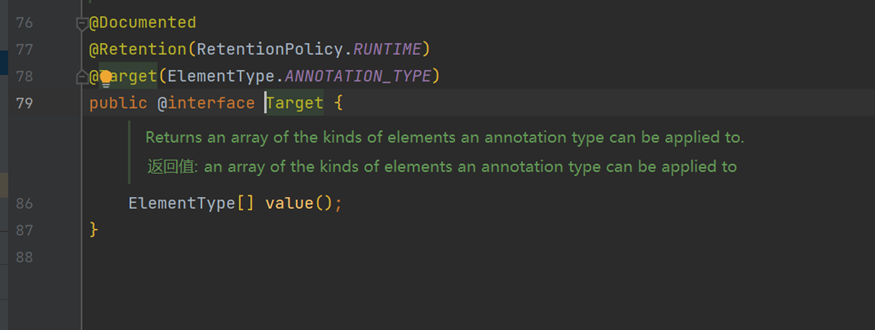 76 @Documented
77 @Retention(RetentionPolicy.RUNTIME)
78 @Target(ElementType.ANNOTATION_TYPE)
79 public @interface Target {
Returns an array of the kinds of elements an annotation type can be applied to.
返回值: an array of the kinds of elements an annotation type can be applied to
86 ElementType[] value();
87 }
88